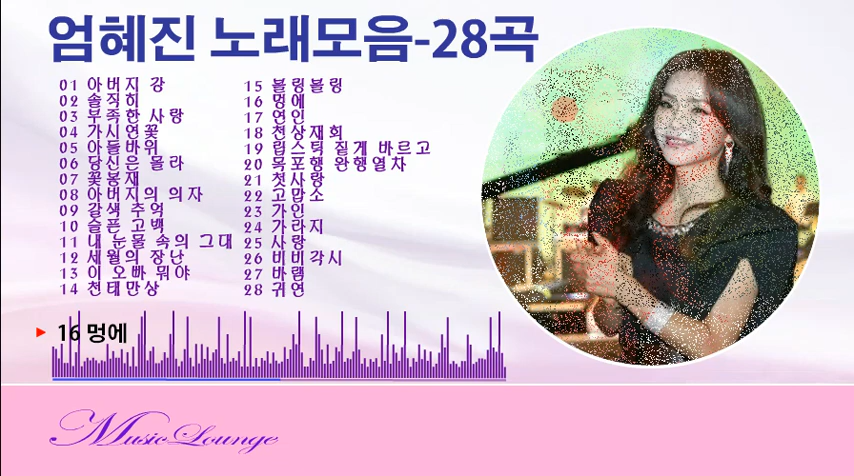 엄혜진 노래모음-28곡
01 아버지 강
02 솔직히
03 부족한 사랑
04 가시연꽃
05 아들바위
06 당신은 몰라
07 꽃봉재
08 아버지의 의자
09 갈색 추억
10 슬픈 고백
11 내 눈물 속의 그대
12 세월의 장난
13 이 오빠 뭐야
14 천태만상
15 블링블링
16 멍에
17 연인
18 천상재회
19 립스틱 짙게 바르고
20 목포행 완행열차
21 첫사랑
22 고맙소
23 가인
24 가라지
25 사랑
26 비비각시
27 바램
28 귀연
16 멍에
Music Lounge